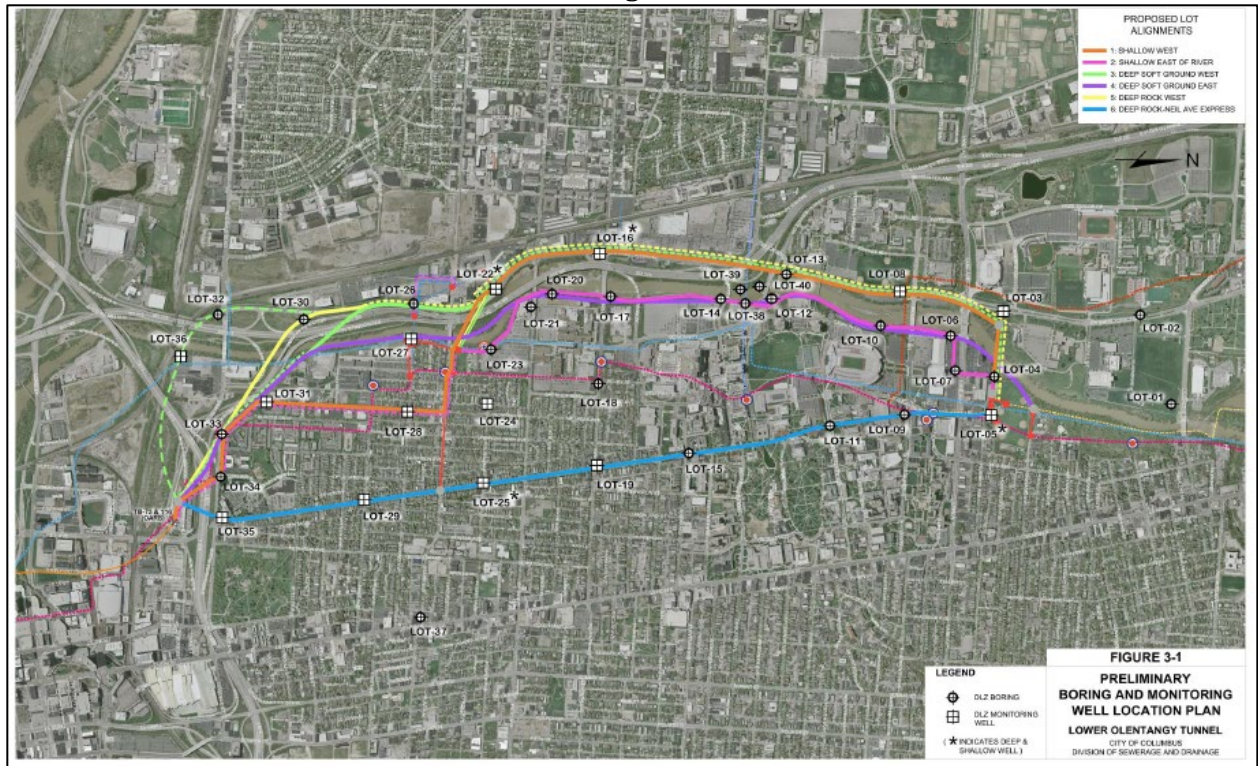 PROPOSED LOT
ALIGNMENTS
1: SHALLOW WEST
2: SHALLOW EAST OF RIVER
3: DEEP SOFT GROUND WEST
4: DEEP SOFT GROUND EAST
5: DEEP ROCK WEST
6: DEEP ROCK-NEIL AVE EXPRESS
N
LOT-16 *
LOT-22 *
LOT-13
LOT-08
LOT-39
LOT-40
LOT-03
LOT-32
LOT-30
LOT-26
LOT-20
LOT-21
LOT-17
LOT-14
LOT-38
LOT-12
LOT-02
LOT-36
LOT-27
LOT-23
LOT-10
LOT-06
LOT-07
LOT-04
LOT-01
LOT-31
LOT-28
LOT-24
LOT-18
LOT-33
LOT-11
LOT-09
LOT-05 *
LOT-34
LOT-15
LOT-19
LOT-25 *
LOT-29
LOT-35
LOT-37
LEGEND
DLZ BORING
DLZ MONITORING
WELL
( * INDICATES DEEP &
SHALLOW WELL )
FIGURE 3-1
PRELIMINARY
BORING AND MONITORING
WELL LOCATION PLAN
LOWER OLENTANGY TUNNEL
CITY OF COLUMBUS
DIVISION OF SEWERAGE AND DRAINAGE